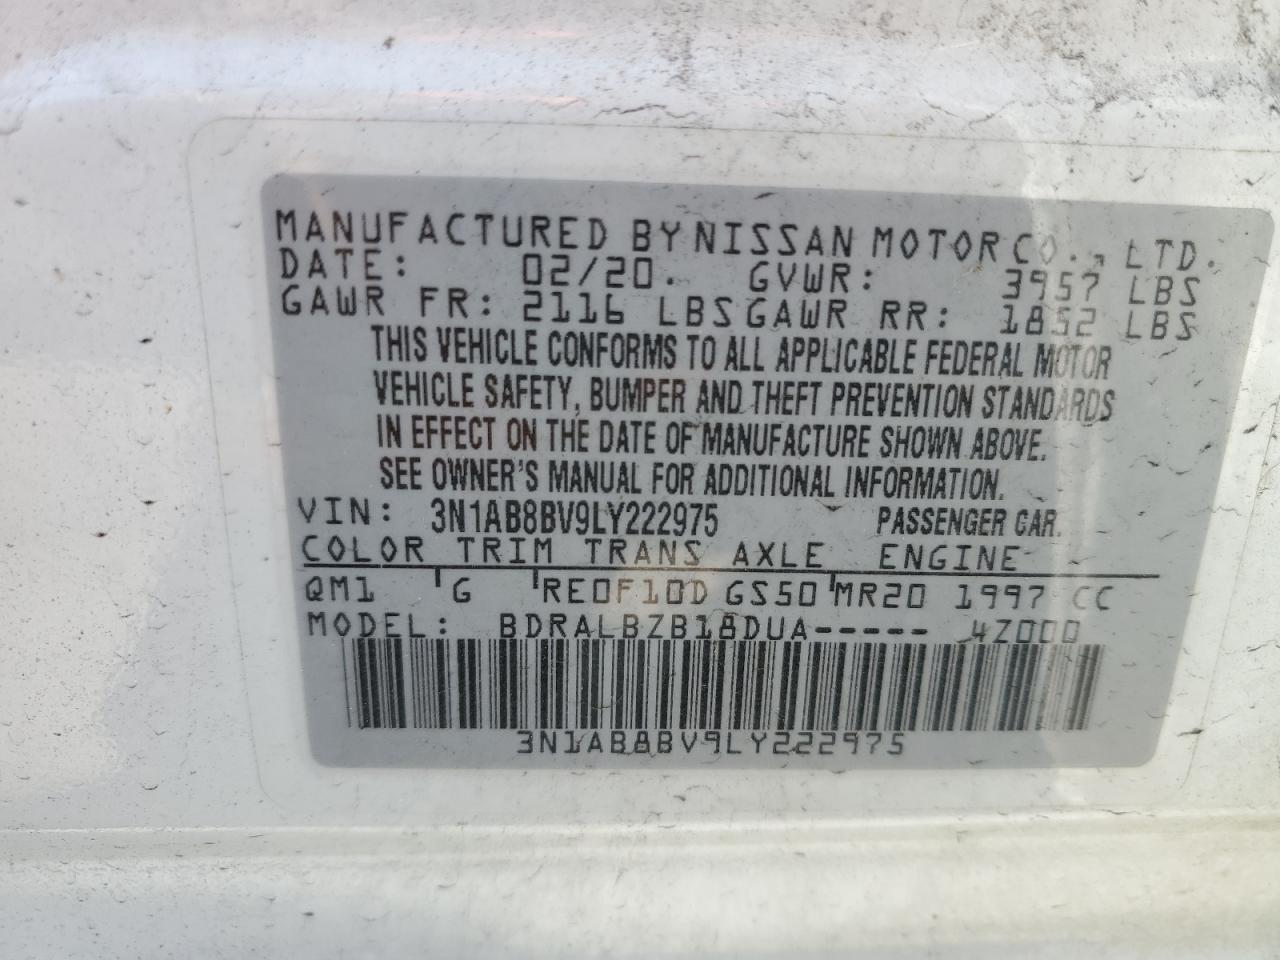 MANUFACTURED BY NISSAN MOTOR CO., LTD.
DATE: 02/20. GVWR: 3957 LBS
GAWR FR: 2116 LBS GAWR RR: 1852 LBS
THIS VEHICLE CONFORMS TO ALL APPLICABLE FEDERAL MOTOR
VEHICLE SAFETY, BUMPER AND THEFT PREVENTION STANDARDS
IN EFFECT ON THE DATE OF MANUFACTURE SHOWN ABOVE.
SEE OWNER'S MANUAL FOR ADDITIONAL INFORMATION.
VIN: 3N1AB8BV9LY222975 PASSENGER CAR.
COLOR TRIM TRANS AXLE ENGINE
QM1 G RE0F10D GS50 MR20 1997 CC
MODEL: BDRALBZB18DUA----- 4Z000
3N1AB8BV9LY222975